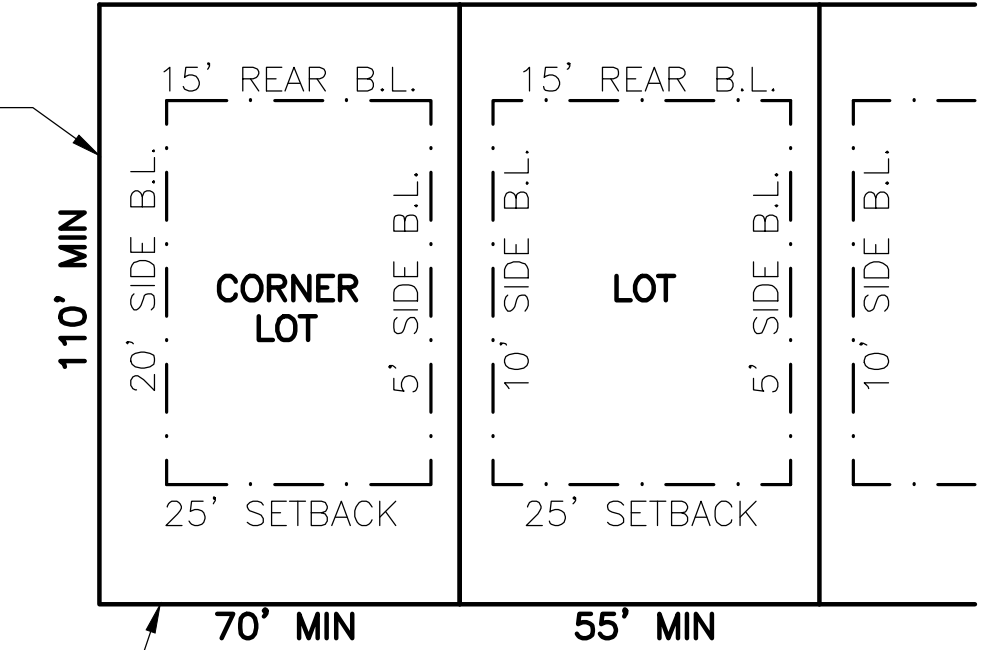 15' REAR B.L.
15' REAR B.L.
110' MIN
20' SIDE B.L.
CORNER
LOT
5' SIDE B.L.
10' SIDE B.L.
LOT
5' SIDE B.L.
10' SIDE B.L.
25' SETBACK
25' SETBACK
70' MIN
55' MIN